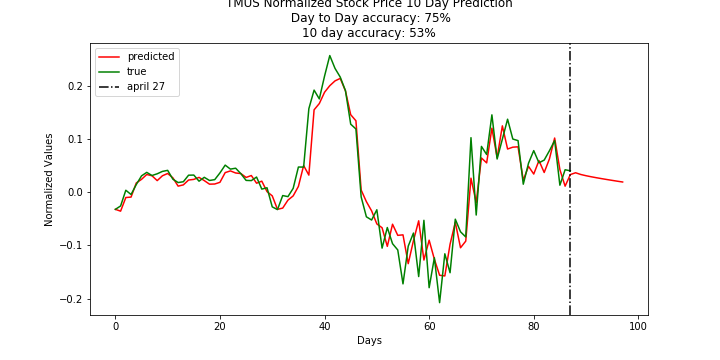 TMUS Normalized Stock Price 10 Day Prediction
Day to Day accuracy: 75%
10 day accuracy: 53%
predicted
true
april 27
Normalized Values
0.2
0.1
0.0
−0.1
−0.2
0
20
40
60
80
100
Days